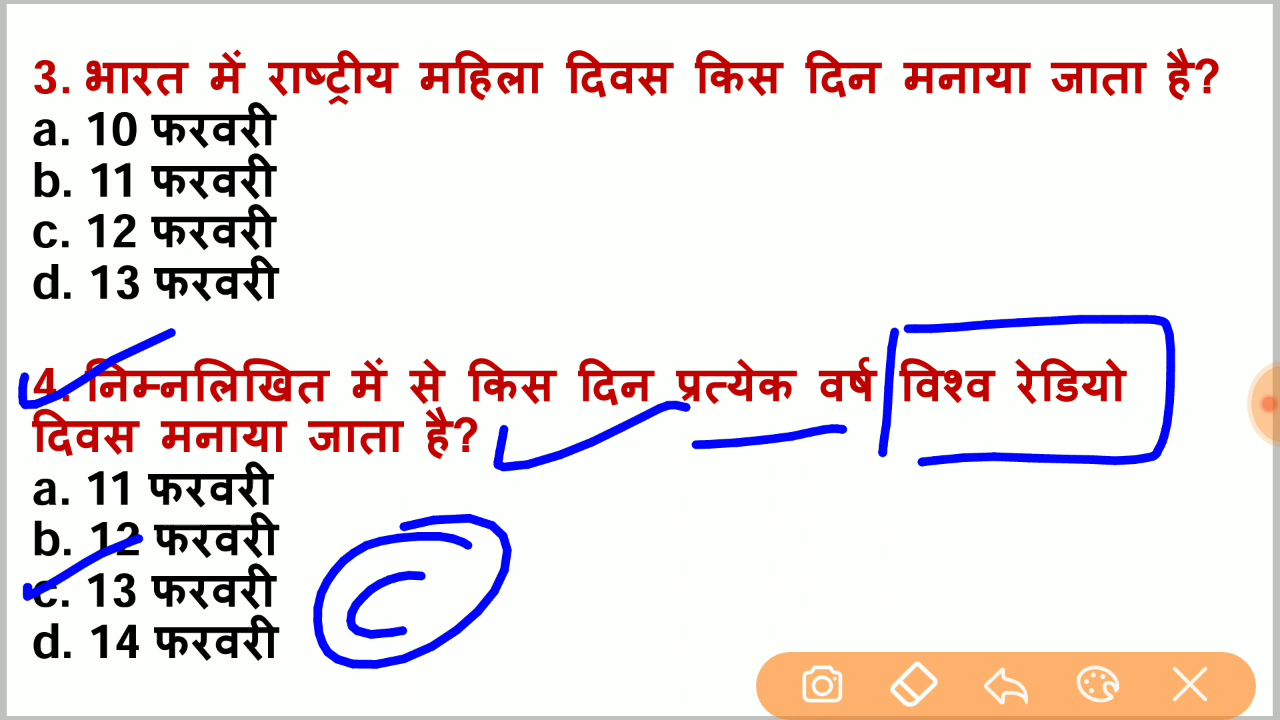 3. भारत में राष्ट्रीय महिला दिवस किस दिन मनाया जाता है?
a. 10 फरवरी
b. 11 फरवरी
c. 12 फरवरी
d. 13 फरवरी
4. निम्नलिखित में से किस दिन प्रत्येक वर्ष विश्व रेडियो
दिवस मनाया जाता है?
a. 11 फरवरी
b. 12 फरवरी
c. 13 फरवरी
d. 14 फरवरी
C